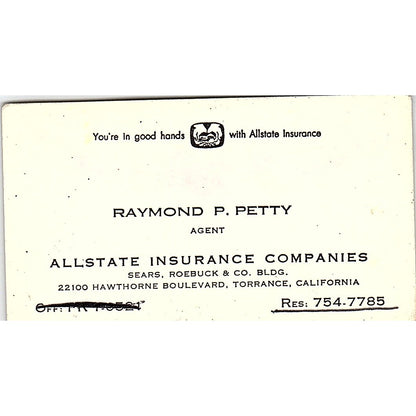 You're in good hands with Allstate Insurance
RAYMOND P. PETTY
AGENT
ALLSTATE INSURANCE COMPANIES
SEARS, ROEBUCK & CO. BLDG.
22100 HAWTHORNE BOULEVARD, TORRANCE, CALIFORNIA
OFF: RES: 754-7785